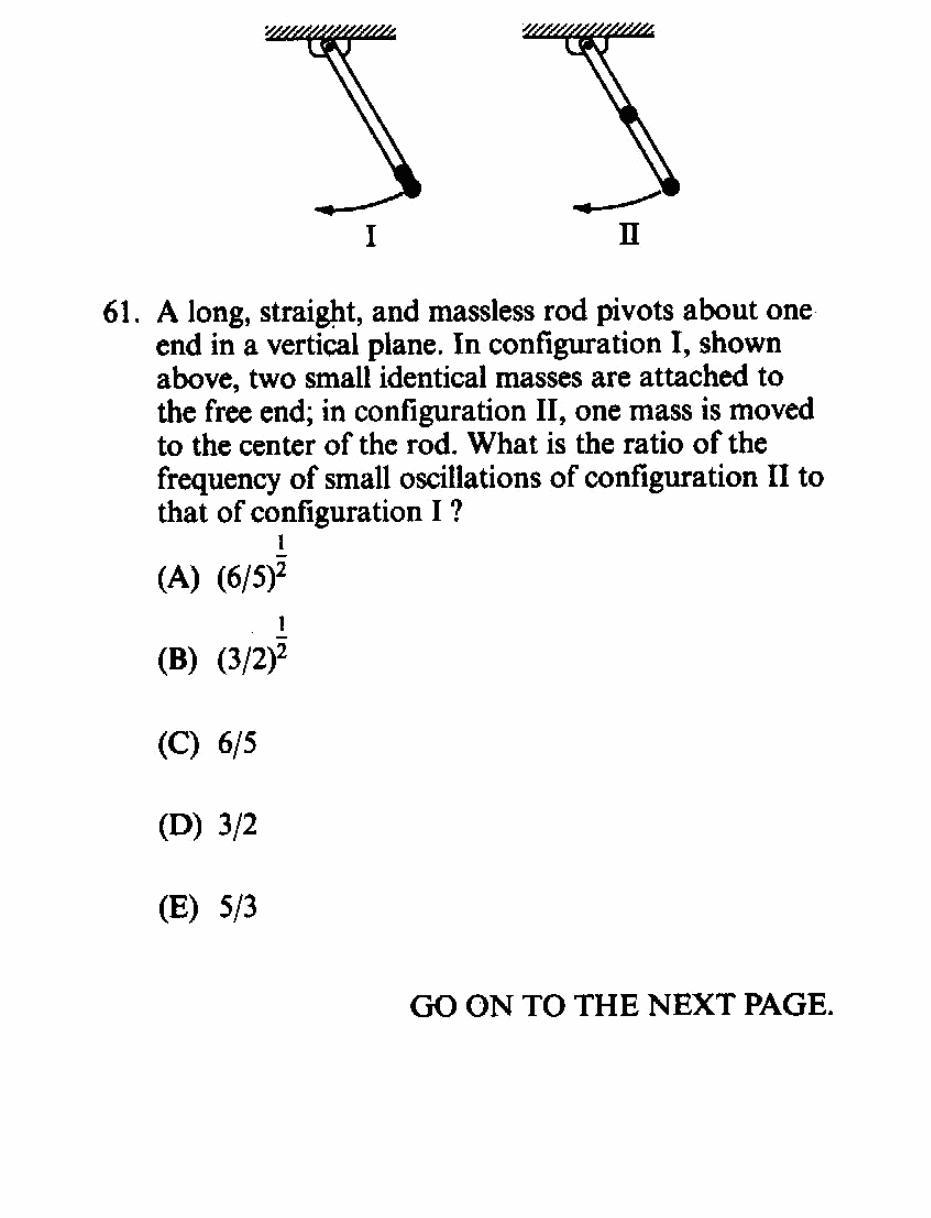 I
II
61. A long, straight, and massless rod pivots about one
end in a vertical plane. In configuration I, shown
above, two small identical masses are attached to
the free end; in configuration II, one mass is moved
to the center of the rod. What is the ratio of the
frequency of small oscillations of configuration II to
that of configuration I ?
(A) (6/5)^{1/2}
(B) (3/2)^{1/2}
(C) 6/5
(D) 3/2
(E) 5/3
GO ON TO THE NEXT PAGE.